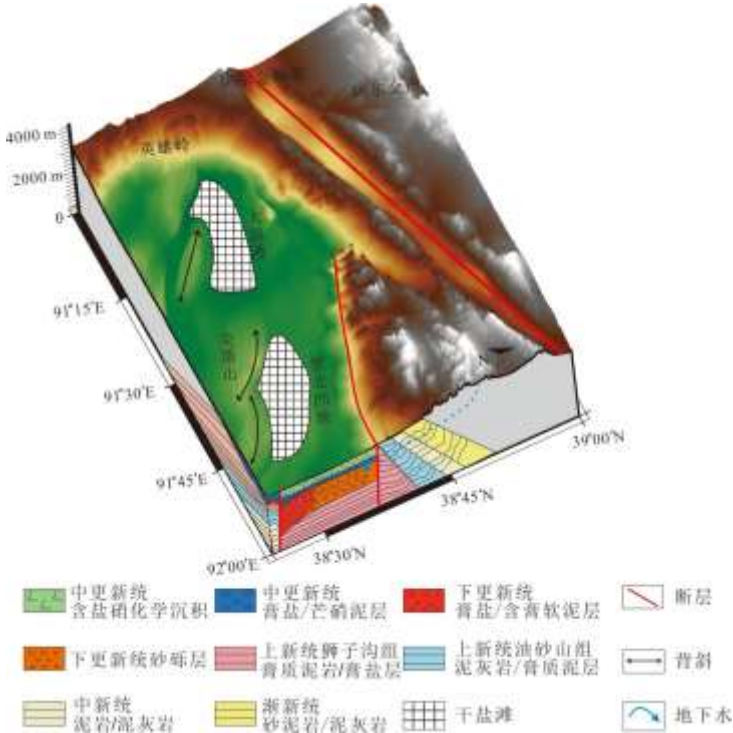 4000 m
2000 m
0
英雄岭
91°15′E
91°30′E
91°45′E
92°00′E
38°30′N
38°45′N
39°00′N
中更新统
含盐硝化学沉积
中更新统
膏盐/芒硝泥层
下更新统
膏盐/含膏软泥层
断层
下更新统砂砾层
上新统狮子沟组
膏质泥岩/膏盐层
上新统油砂山组
泥灰岩/膏质泥层
背斜
中新统
泥岩/泥灰岩
渐新统
砂泥岩/泥灰岩
干盐滩
地下水